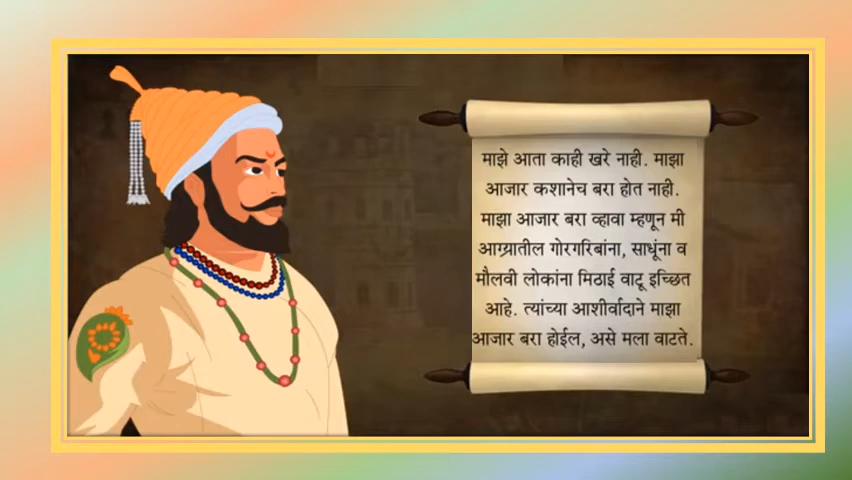 माझे आता काही खरे नाही. माझा
आजार कशानेच बरा होत नाही.
माझा आजार बरा व्हावा म्हणून मी
आग्र्यातील गोरगरिबांना, साधूंना व
मौलवी लोकांना मिठाई वाटू इच्छित
आहे. त्यांच्या आशीर्वादाने माझा
आजार बरा होईल, असे मला वाटते.